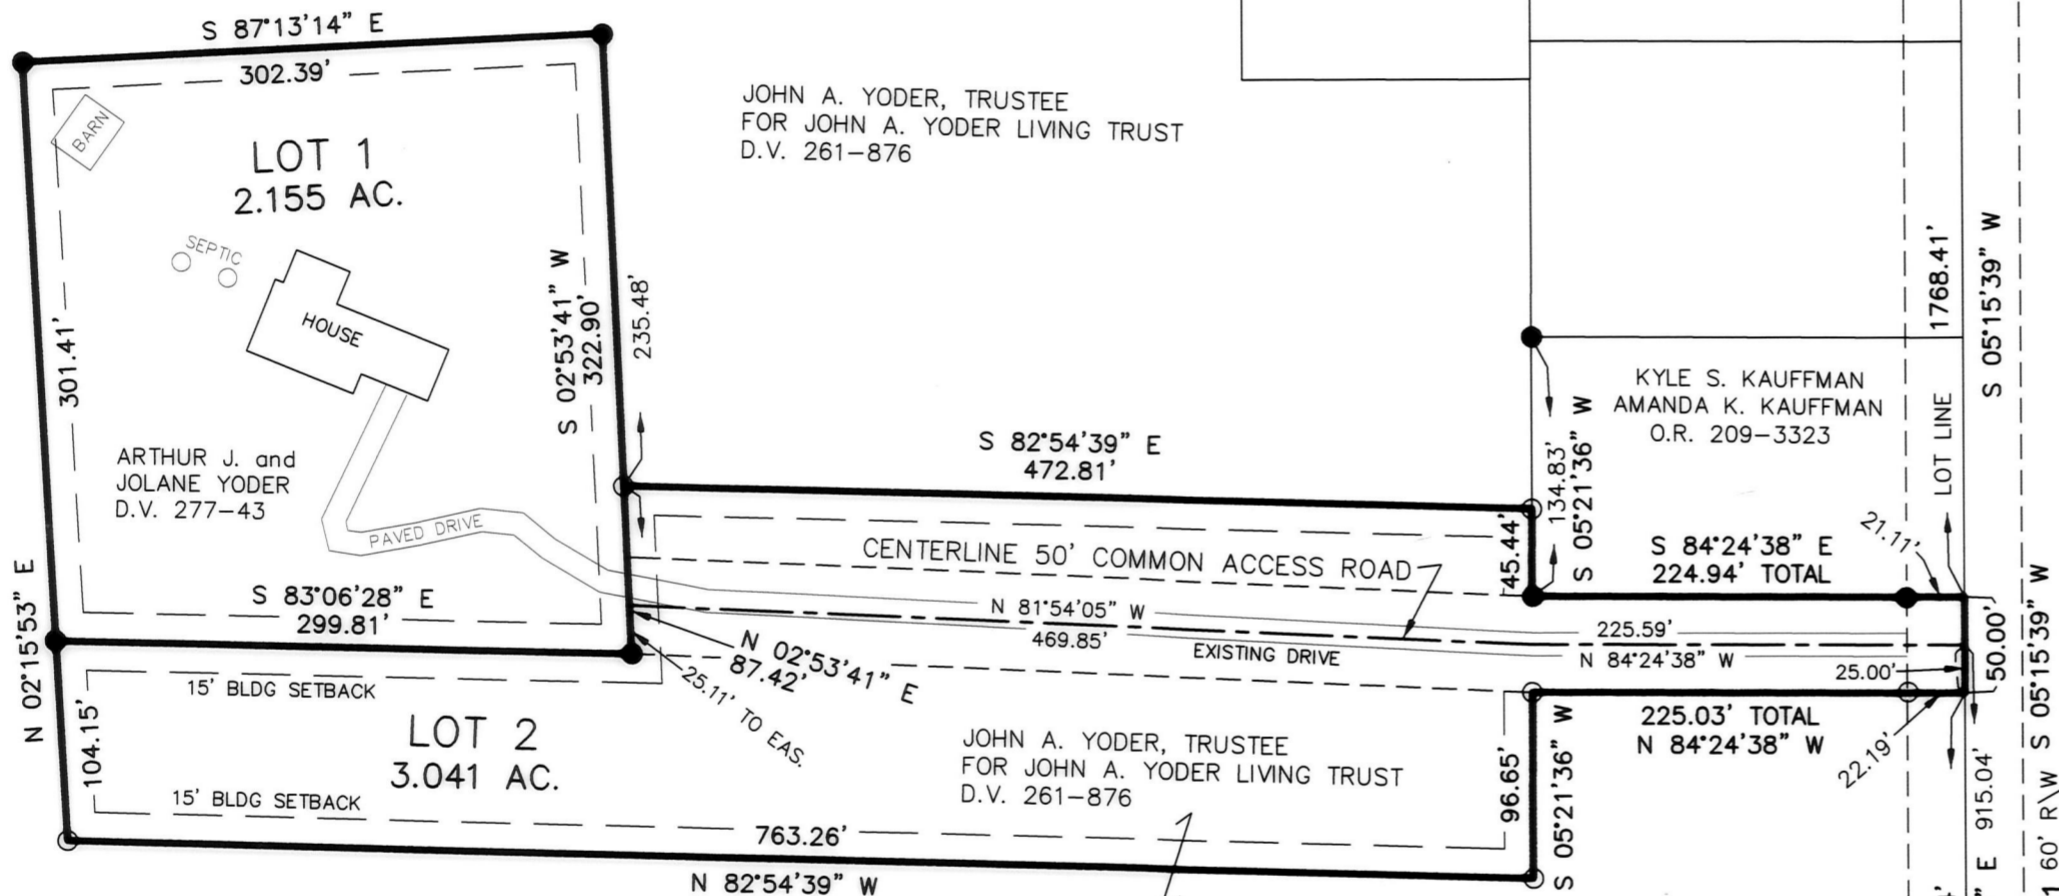 S 87°13'14" E
302.39'
BARN
LOT 1
2.155 AC.
SEPTIC
HOUSE
301.41'
S 02°53'41" W
322.90'
235.48'
ARTHUR J. and
JOLANE YODER
D.V. 277-43
PAVED DRIVE
S 83°06'28" E
299.81'
N 02°15'53" E
104.15'
15' BLDG SETBACK
LOT 2
3.041 AC.
15' BLDG SETBACK
763.26'
N 82°54'39" W
JOHN A. YODER, TRUSTEE
FOR JOHN A. YODER LIVING TRUST
D.V. 261-876
S 82°54'39" E
472.81'
CENTERLINE 50' COMMON ACCESS ROAD
N 81°54'05" W
469.85'
EXISTING DRIVE
N 02°53'41" E
87.42'
25.11' TO EAS.
JOHN A. YODER, TRUSTEE
FOR JOHN A. YODER LIVING TRUST
D.V. 261-876
45.44'
134.83'
S 05°21'36" W
KYLE S. KAUFFMAN
AMANDA K. KAUFFMAN
O.R. 209-3323
S 84°24'38" E
224.94' TOTAL
21.11'
225.59'
N 84°24'38" W
25.00'
225.03' TOTAL
N 84°24'38" W
22.19'
96.65'
S 05°21'36" W
LOT LINE
1768.41'
S 05°15'39" W
50.00'
S 05°15'39" W
E 915.04'
60' R\W